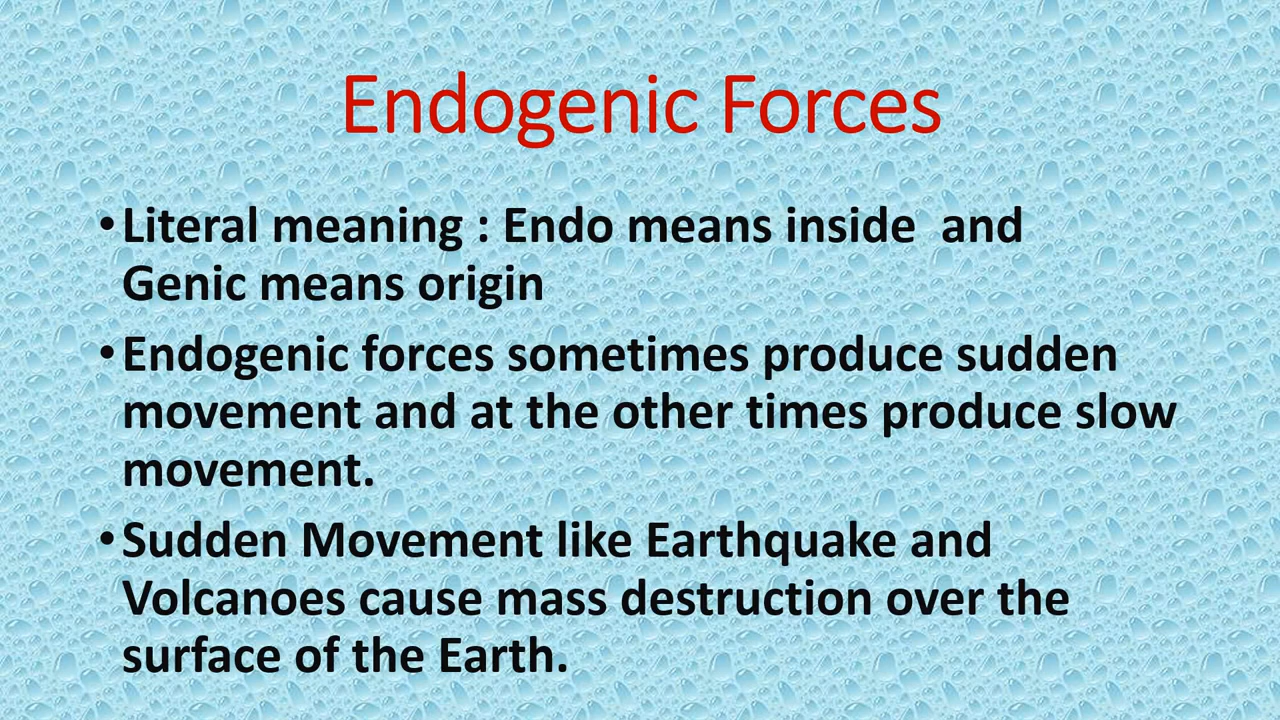 Endogenic Forces
•Literal meaning : Endo means inside  and
Genic means origin
•Endogenic forces sometimes produce sudden
movement and at the other times produce slow
movement.
•Sudden Movement like Earthquake and
Volcanoes cause mass destruction over the
surface of the Earth.